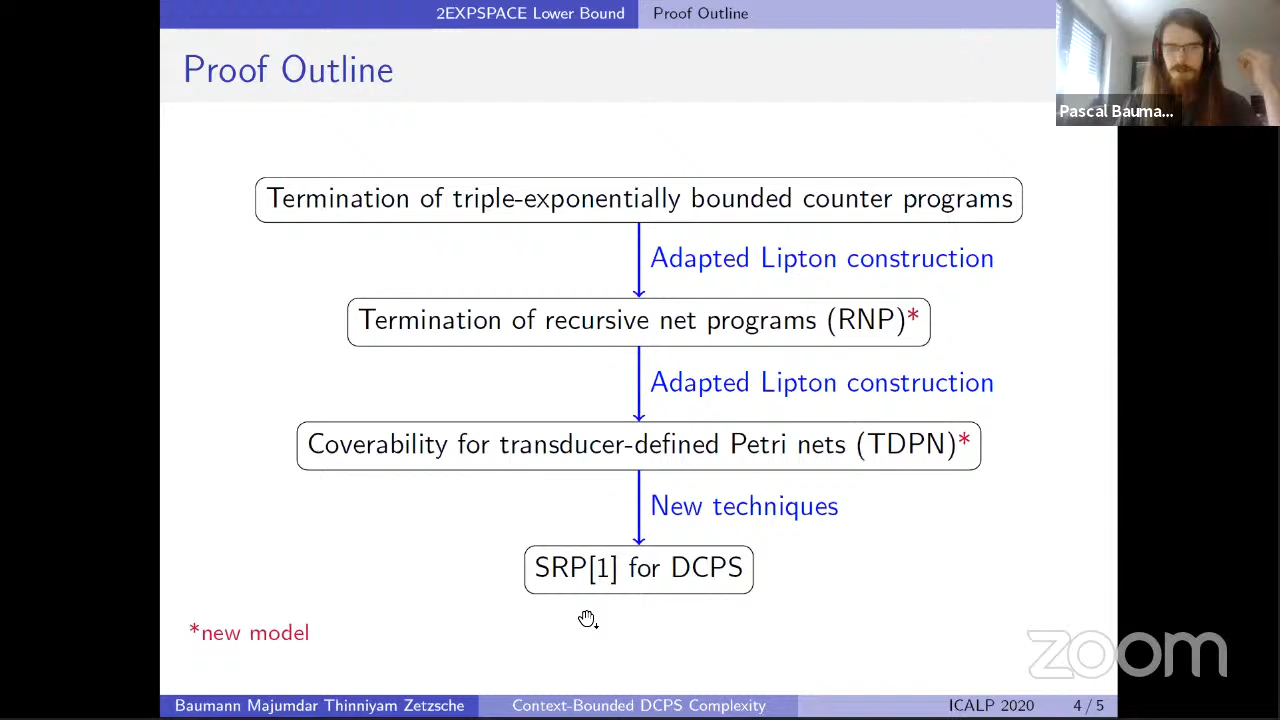 2EXPSPACE Lower Bound Proof Outline
Proof Outline
Pascal Bauma...
Termination of triple-exponentially bounded counter programs
Adapted Lipton construction
Termination of recursive net programs (RNP)*
Adapted Lipton construction
Coverability for transducer-defined Petri nets (TDPN)*
New techniques
SRP[1] for DCPS
*new model
zoom
Baumann Majumdar Thinniyam Zetzsche Context-Bounded DCPS Complexity ICALP 2020 4 / 5